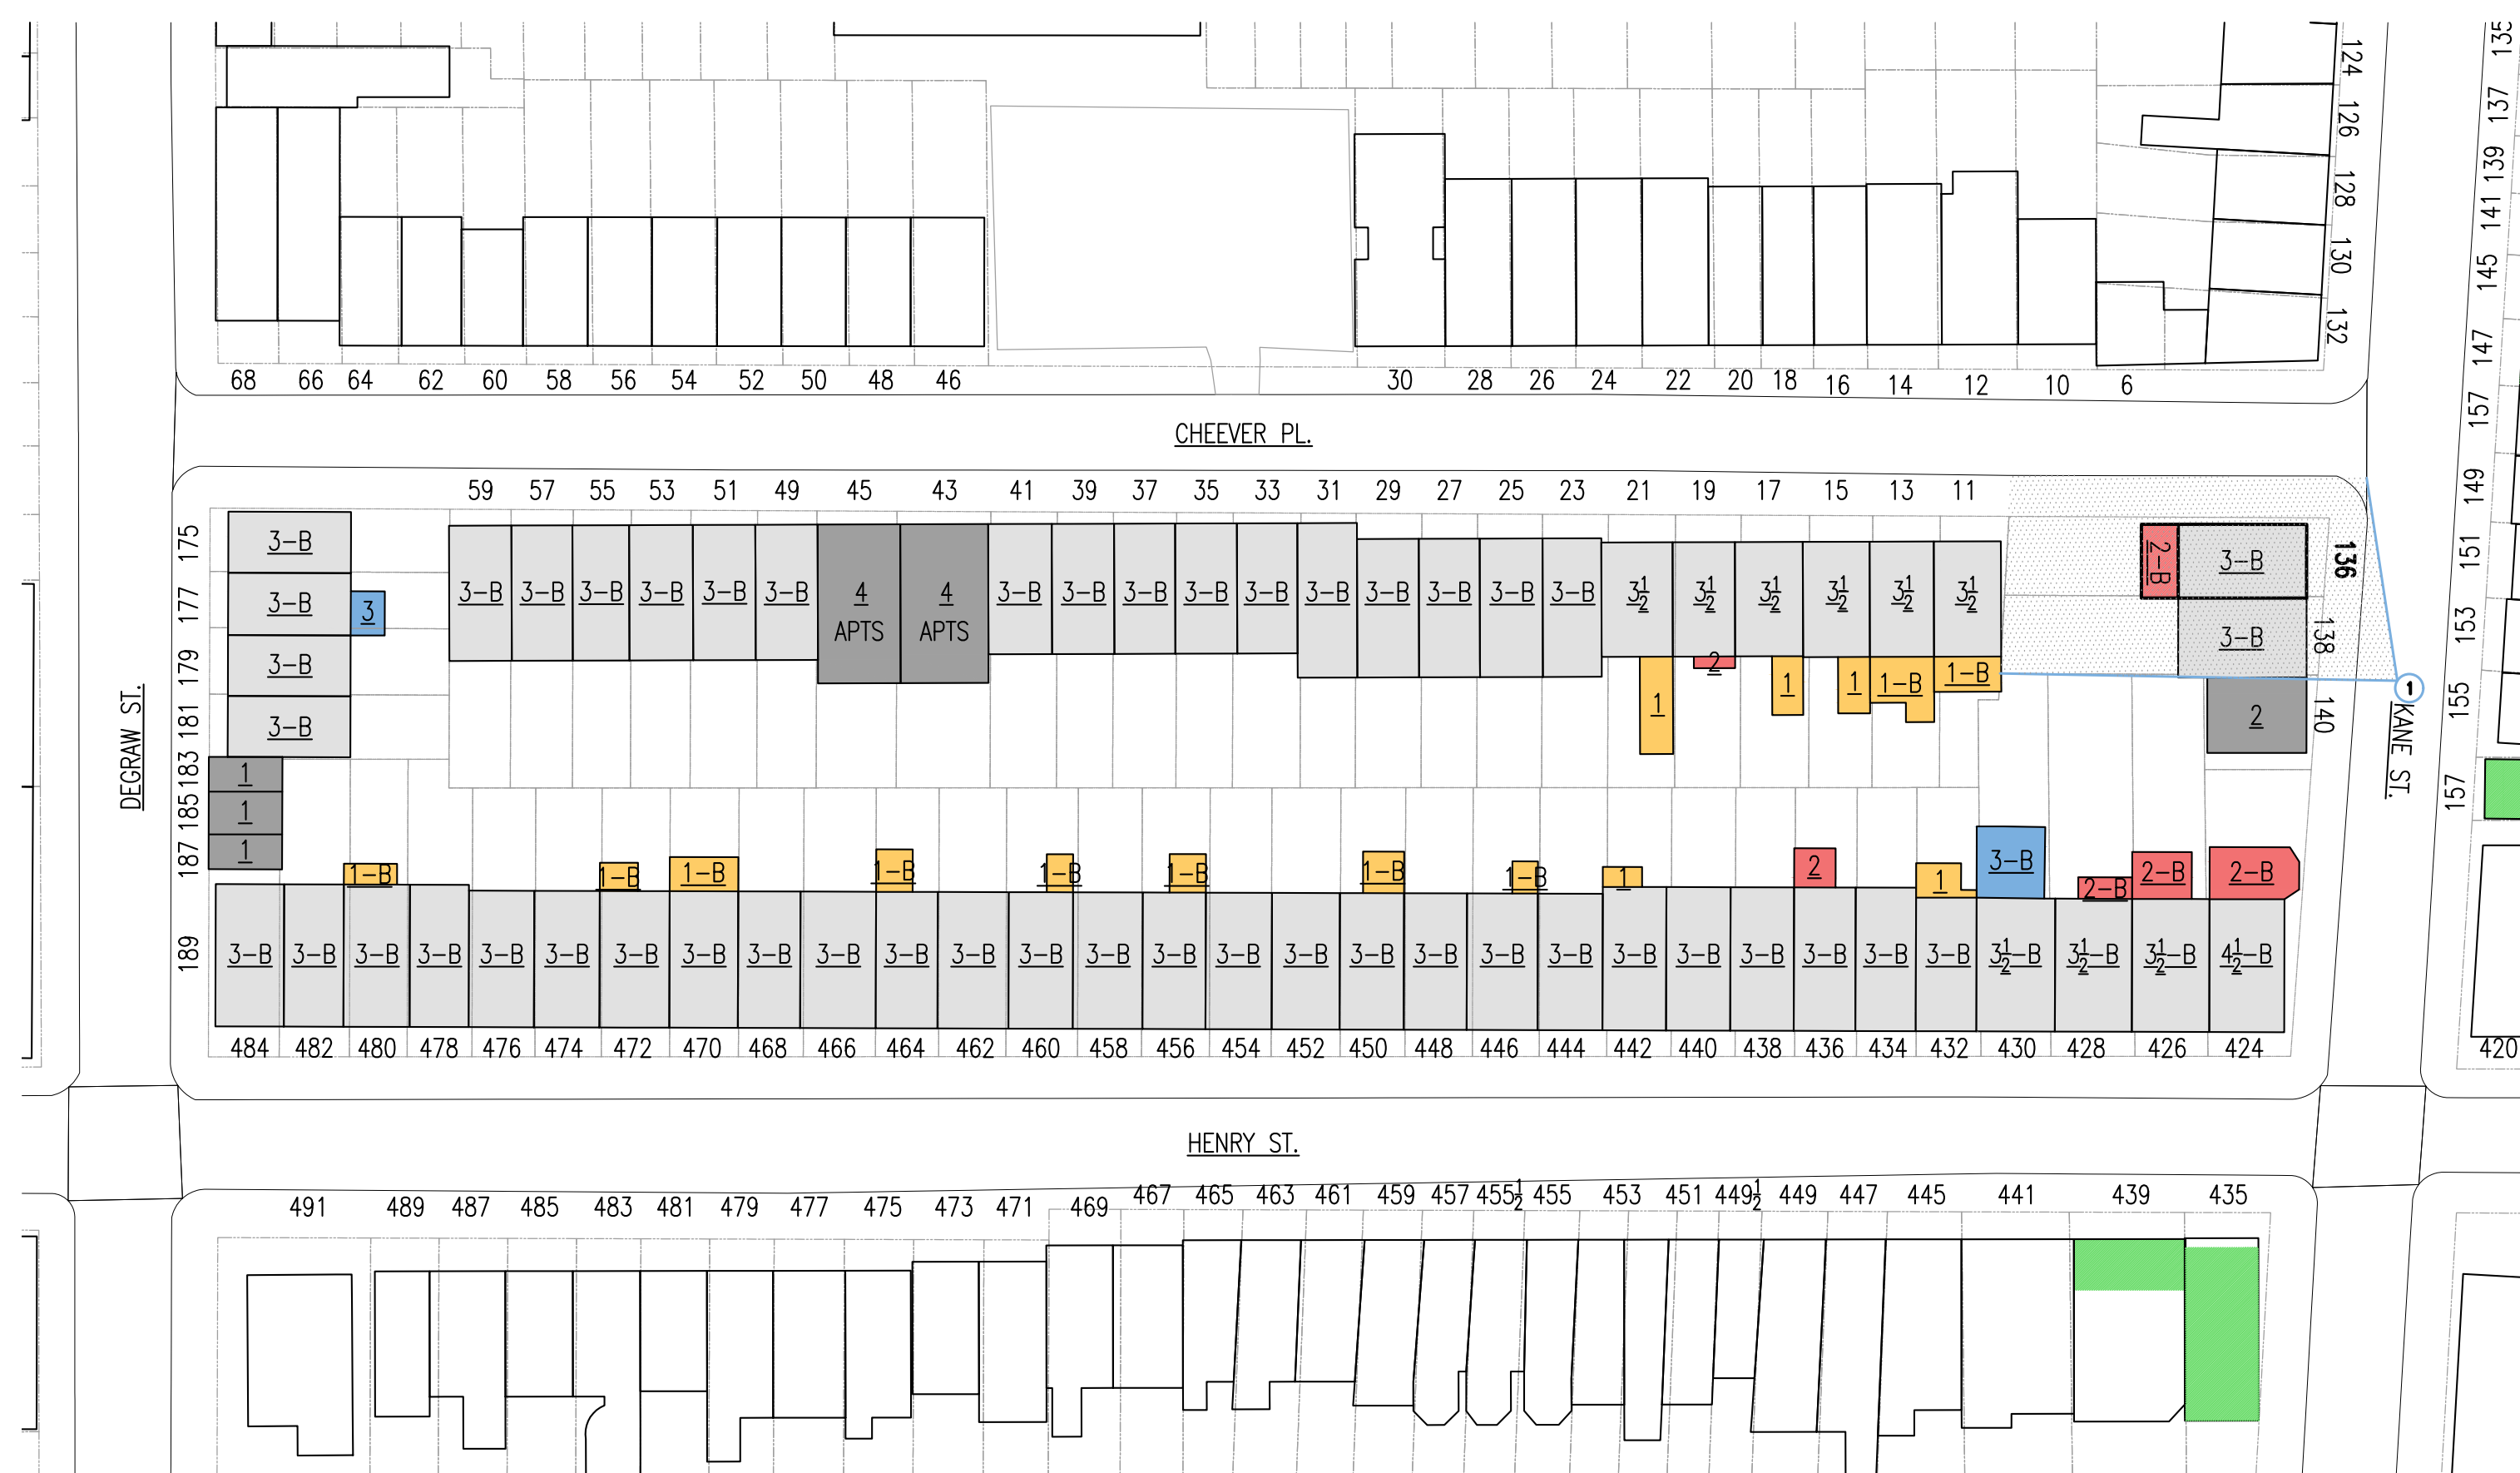 124
126
128
130
132
135
137
139
141
145
147
157
149
151
153
155
157
68 66 64 62 60 58 56 54 52 50 48 46
30 28 26 24 22 20 18 16 14 12 10 6
CHEEVER PL.
59 57 55 53 51 49 45 43 41 39 37 35 33 31 29 27 25 23 21 19 17 15 13 11
175
177
179
181
183
185
187
189
3-B
3-B 3
3-B
3-B
1
1
1
3-B 3-B 3-B 3-B 3-B 3-B 4 APTS 4 APTS 3-B 3-B 3-B 3-B 3-B 3-B 3-B 3-B 3-B 3-B 3½ 3½ 3½ 3½ 3½ 3½
1 2 1 1 1-B 1-B
2-B 3-B 136
3-B 138
2 140
1
DEGRAW ST.
KANE ST.
1-B 1-B 1-B 1-B 1-B 1-B 1-B 1-B 1 2 1 3-B 2-B 2-B 2-B
3-B 3-B 3-B 3-B 3-B 3-B 3-B 3-B 3-B 3-B 3-B 3-B 3-B 3-B 3-B 3-B 3-B 3-B 3-B 3-B 3-B 3-B 3-B 3-B 3-B 3-B 3-B 3½-B 3½-B 3½-B 4½-B
484 482 480 478 476 474 472 470 468 466 464 462 460 458 456 454 452 450 448 446 444 442 440 438 436 434 432 430 428 426 424 420
HENRY ST.
491 489 487 485 483 481 479 477 475 473 471 469 467 465 463 461 459 457 455½ 455 453 451 449½ 449 447 445 441 439 435